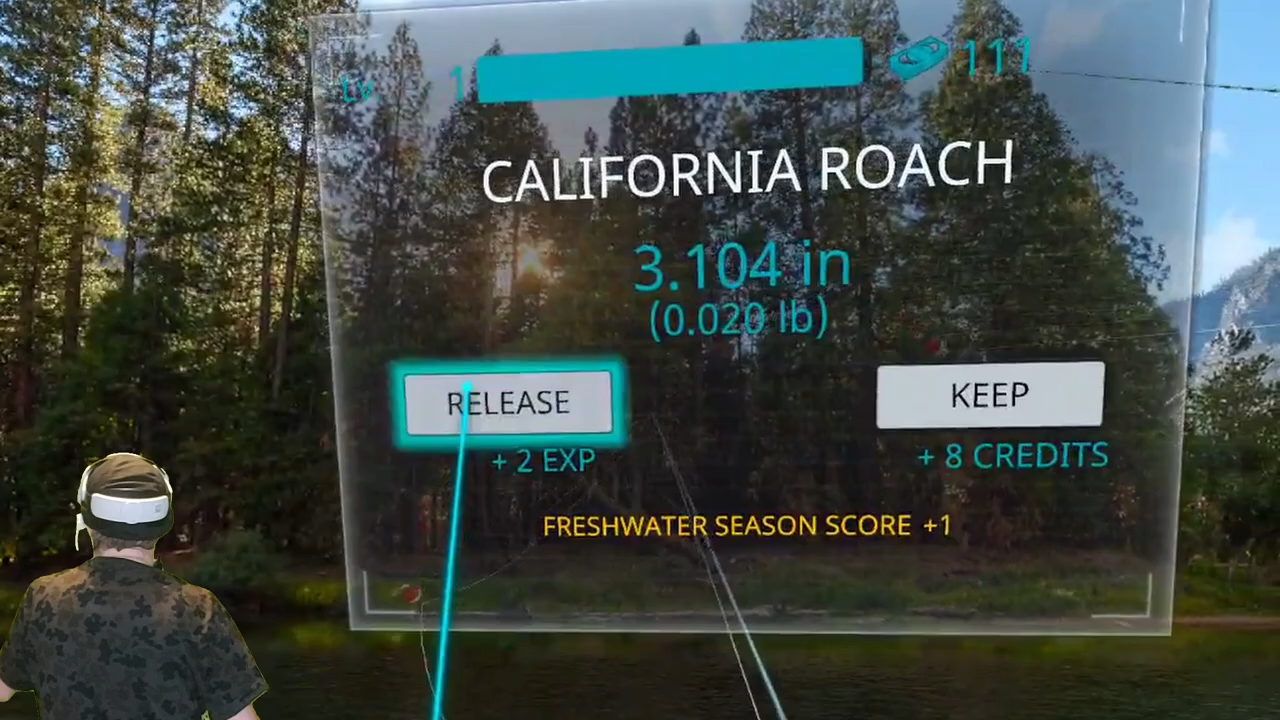 Lv 1 111
CALIFORNIA ROACH
3.104 in
(0.020 lb)
RELEASE KEEP
+ 2 EXP + 8 CREDITS
FRESHWATER SEASON SCORE +1